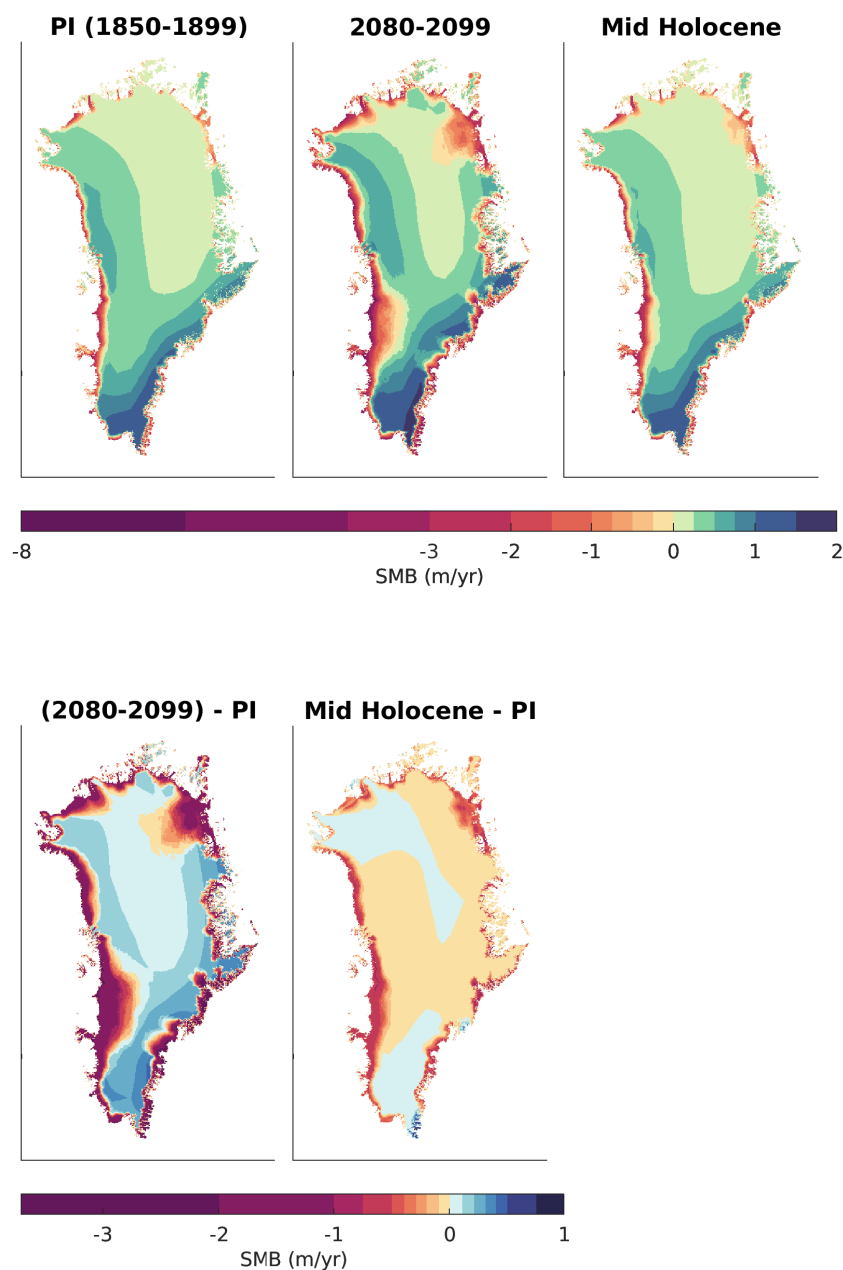 PI (1850-1899) 2080-2099 Mid Holocene
-8 -3 -2 -1 0 1 2
SMB (m/yr)
(2080-2099) - PI Mid Holocene - PI
-3 -2 -1 0 1
SMB (m/yr)